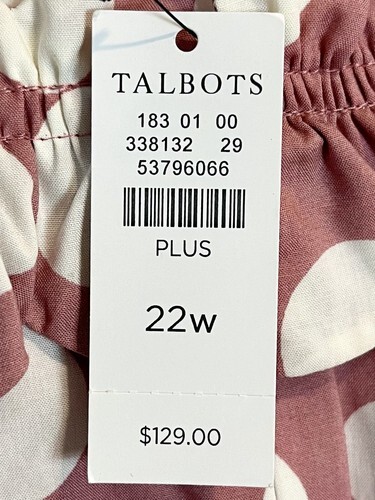 TALBOTS
183 01 00
338132 29
53796066
PLUS
22w
$129.00